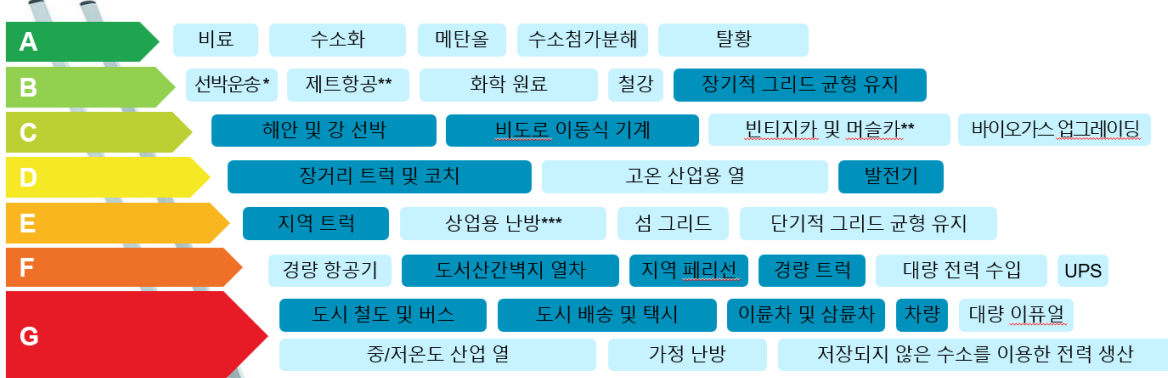 A 비료 수소화 메탄올 수소첨가분해 탈황
B 선박운송* 제트항공** 화학 원료 철강 장기적 그리드 균형 유지
C 해안 및 강 선박 비도로 이동식 기계 빈티지카 및 머슬카** 바이오가스 업그레이딩
D 장거리 트럭 및 코치 고온 산업용 열 발전기
E 지역 트럭 상업용 난방*** 섬 그리드 단기적 그리드 균형 유지
F 경량 항공기 도서산간벽지 열차 지역 페리선 경량 트럭 대량 전력 수입 UPS
G 도시 철도 및 버스 도시 배송 및 택시 이륜차 및 삼륜차 차량 대량 이퓨얼
중/저온도 산업 열 가정 난방 저장되지 않은 수소를 이용한 전력 생산